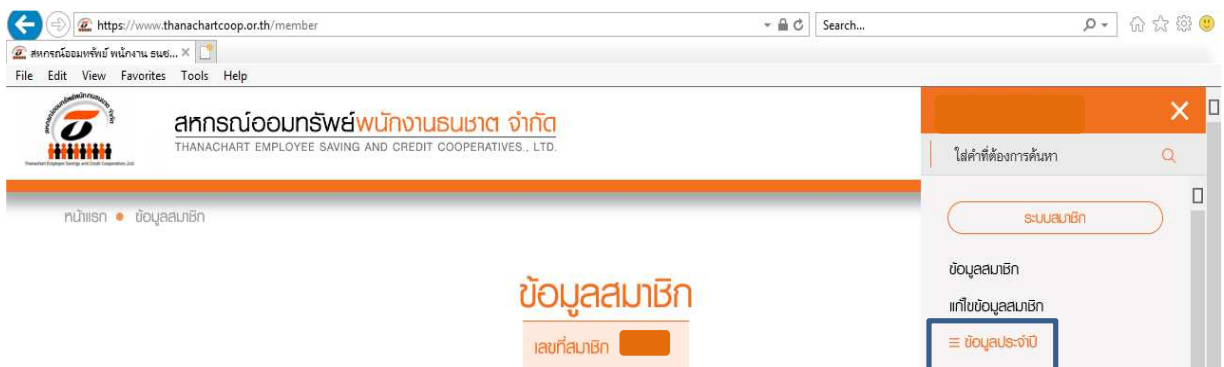 https://www.thanachartcoop.or.th/member
Search...
สหกรณ์ออมทรัพย์ พนักงาน ธนช...
File Edit View Favorites Tools Help
สหกรณ์ออมทรัพย์พนักงานธนชาต จำกัด
THANACHART EMPLOYEE SAVING AND CREDIT COOPERATIVES., LTD.
Thanachart Employee Savings and Credit Cooperatives.,Ltd
ใส่คำที่ต้องการค้นหา
หน้าแรก ● ข้อมูลสมาชิก
ระบบสมาชิก
ข้อมูลสมาชิก
แก้ไขข้อมูลสมาชิก
ข้อมูลประจำปี
ข้อมูลสมาชิก
เลขที่สมาชิก